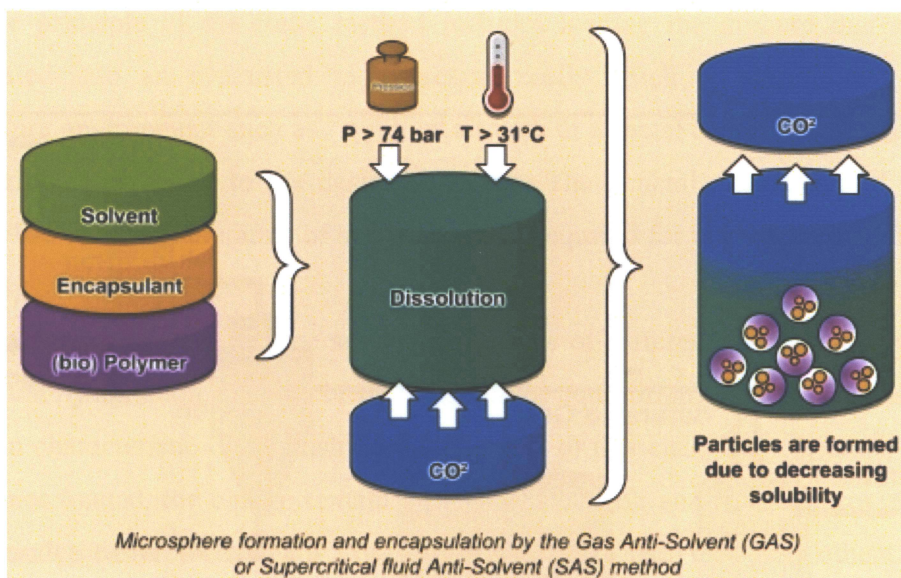 Pressure
P > 74 bar
T > 31°C
Solvent
Encapsulant
(bio) Polymer
Dissolution
CO²
CO²
Particles are formed
due to decreasing
solubility
Microsphere formation and encapsulation by the Gas Anti-Solvent (GAS)
or Supercritical fluid Anti-Solvent (SAS) method